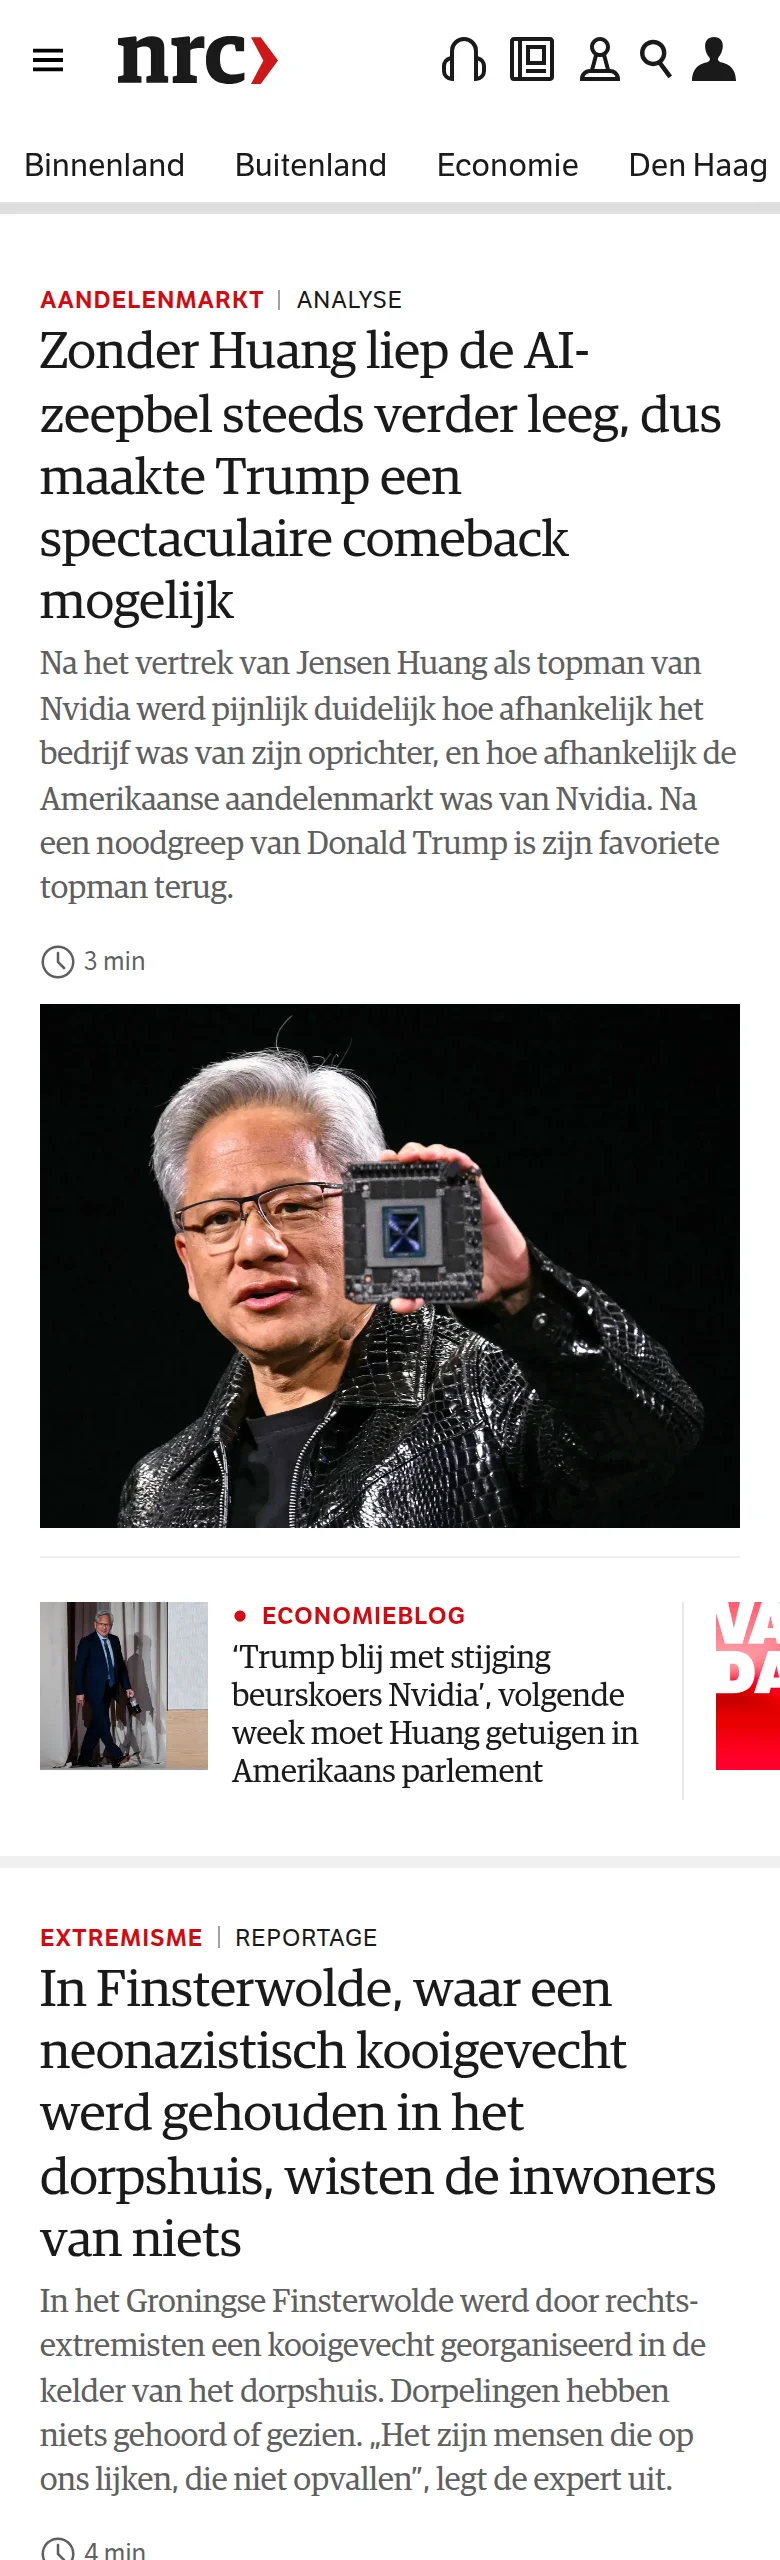 nrc
Binnenland Buitenland Economie Den Haag
AANDELENMARKT | ANALYSE
Zonder Huang liep de AI-
zeepbel steeds verder leeg, dus
maakte Trump een
spectaculaire comeback
mogelijk
Na het vertrek van Jensen Huang als topman van
Nvidia werd pijnlijk duidelijk hoe afhankelijk het
bedrijf was van zijn oprichter, en hoe afhankelijk de
Amerikaanse aandelenmarkt was van Nvidia. Na
een noodgreep van Donald Trump is zijn favoriete
topman terug.
3 min
• ECONOMIEBLOG
‘Trump blij met stijging
beurskoers Nvidia’, volgende
week moet Huang getuigen in
Amerikaans parlement
VA
DA
EXTREMISME | REPORTAGE
In Finsterwolde, waar een
neonazistisch kooigevecht
werd gehouden in het
dorpshuis, wisten de inwoners
van niets
In het Groningse Finsterwolde werd door rechts-
extremisten een kooigevecht georganiseerd in de
kelder van het dorpshuis. Dorpelingen hebben
niets gehoord of gezien. „Het zijn mensen die op
ons lijken, die niet opvallen”, legt de expert uit.
4 min